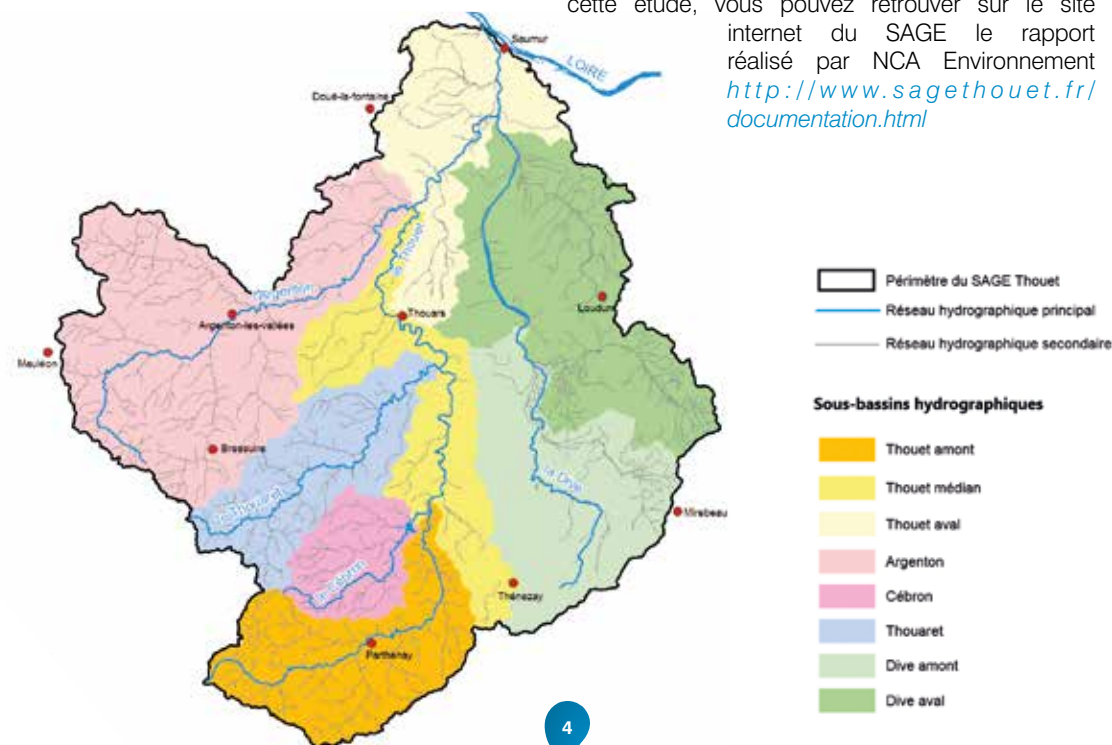 cette étude, vous pouvez retrouver sur le site
internet du SAGE le rapport
réalisé par NCA Environnement
http://www.sagethouet.fr/
documentation.html
Saumur
LOIRE
Doué-la-fontaine
le Thouet
l'Argenton
Argenton-les-vallées
Thouars
Loudun
Mauléon
Bressuire
le Thouaret
la Dive
Mirebeau
le Cébron
Thénezay
Parthenay
Périmètre du SAGE Thouet
Réseau hydrographique principal
Réseau hydrographique secondaire
Sous-bassins hydrographiques
Thouet amont
Thouet médian
Thouet aval
Argenton
Cébron
Thouaret
Dive amont
Dive aval
4